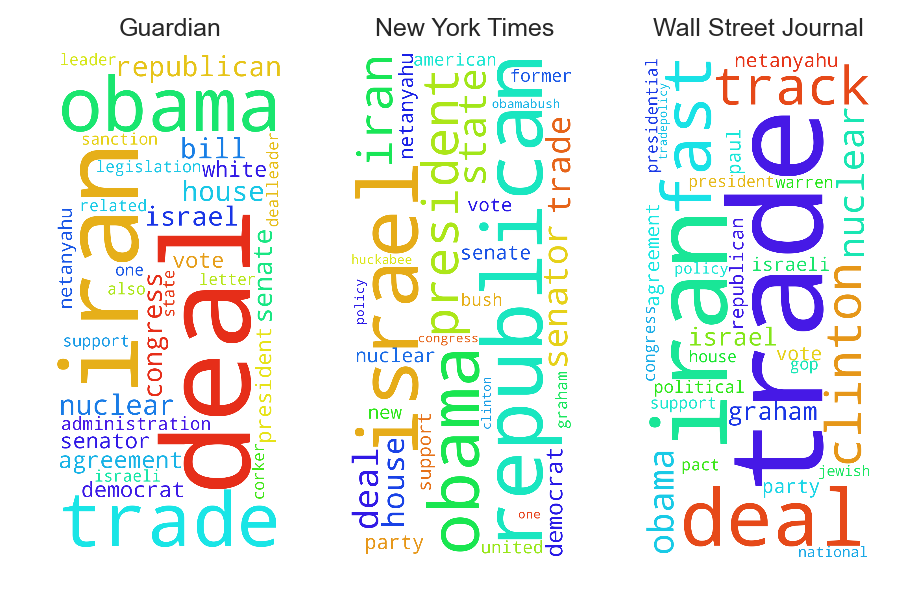 Guardian
leader
republican
obama
sanction
bill
legislation
white
house
related
israel
iran
dealleader
netanyahu
deal
vote
one
also
state
letter
senate
congress
support
president
nuclear
administration
senator
agreement
israeli
corker
democrat
trade
New York Times
iran
netanyahu
american
former
state
obamabush
president
republican
trade
israel
vote
senate
huckabee
policy
bush
senator
congress
nuclear
obama
clinton
graham
new
support
deal
house
democrat
one
party
united
Wall Street Journal
presidential
tradepolicy
fast
netanyahu
track
paul
nuclear
president
warren
trade
iran
agreement
republican
policy
israeli
clinton
congress
israel
house
vote
gop
political
support
graham
obama
pact
jewish
party
deal
national